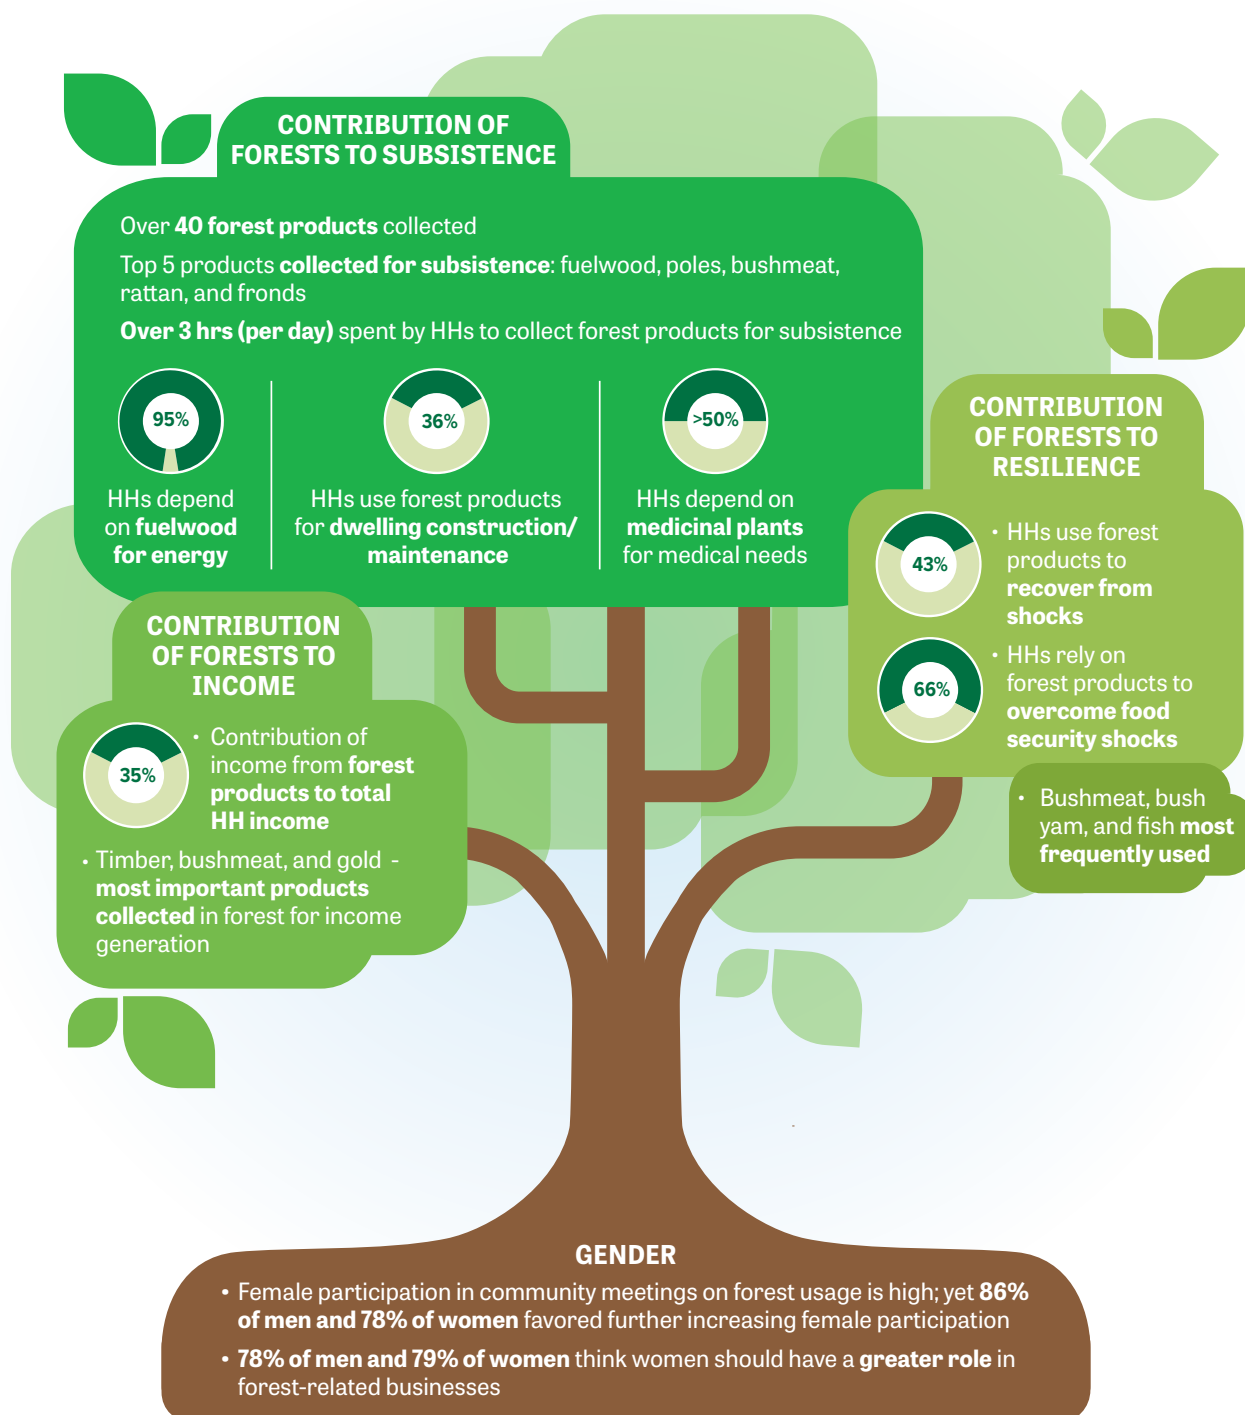 CONTRIBUTION OF
FORESTS TO SUBSISTENCE
Over 40 forest products collected
Top 5 products collected for subsistence: fuelwood, poles, bushmeat,
rattan, and fronds
Over 3 hrs (per day) spent by HHs to collect forest products for subsistence
95%
HHs depend
on fuelwood
for energy
36%
HHs use forest products
for dwelling construction/
maintenance
>50%
HHs depend on
medicinal plants
for medical needs
CONTRIBUTION
OF FORESTS TO
RESILIENCE
43%
• HHs use forest
products to
recover from
shocks
66%
• HHs rely on
forest products to
overcome food
security shocks
• Bushmeat, bush
yam, and fish most
frequently used
CONTRIBUTION
OF FORESTS TO
INCOME
35%
• Contribution of
income from forest
products to total
HH income
• Timber, bushmeat, and gold -
most important products
collected in forest for income
generation
GENDER
• Female participation in community meetings on forest usage is high; yet 86%
of men and 78% of women favored further increasing female participation
• 78% of men and 79% of women think women should have a greater role in
forest-related businesses